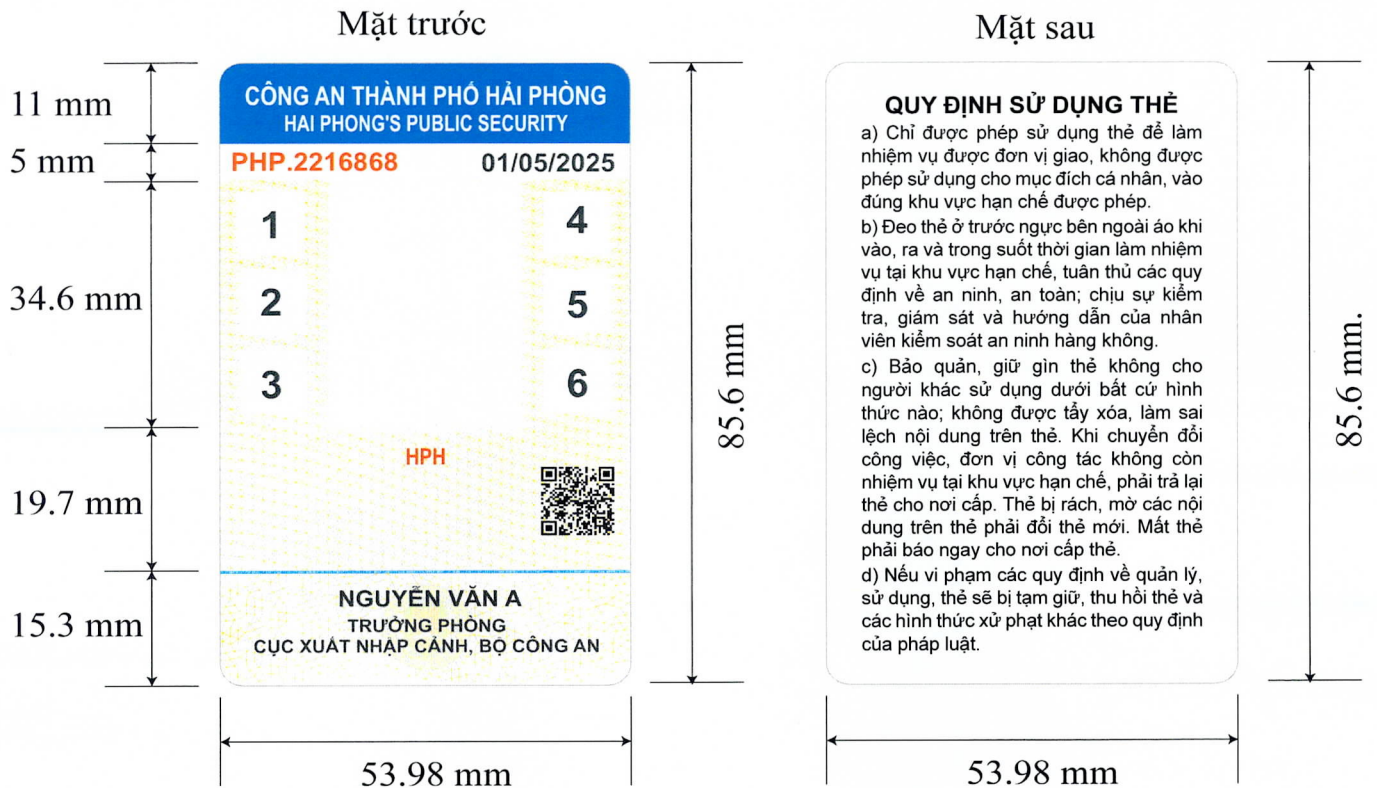 Mặt trước
11 mm
5 mm
34.6 mm
19.7 mm
15.3 mm
CÔNG AN THÀNH PHỐ HẢI PHÒNG
HAI PHONG'S PUBLIC SECURITY
PHP.2216868 01/05/2025
1 4
2 5
3 6
HPH
NGUYỄN VĂN A
TRƯỞNG PHÒNG
CỤC XUẤT NHẬP CẢNH, BỘ CÔNG AN
85.6 mm
53.98 mm
Mặt sau
QUY ĐỊNH SỬ DỤNG THẺ
a) Chỉ được phép sử dụng thẻ để làm
nhiệm vụ được đơn vị giao, không được
phép sử dụng cho mục đích cá nhân, vào
đúng khu vực hạn chế được phép.
b) Đeo thẻ ở trước ngực bên ngoài áo khi
vào, ra và trong suốt thời gian làm nhiệm
vụ tại khu vực hạn chế, tuân thủ các quy
định về an ninh, an toàn; chịu sự kiểm
tra, giám sát và hướng dẫn của nhân
viên kiểm soát an ninh hàng không.
c) Bảo quản, giữ gìn thẻ không cho
người khác sử dụng dưới bất cứ hình
thức nào; không được tẩy xóa, làm sai
lệch nội dung trên thẻ. Khi chuyển đổi
công việc, đơn vị công tác không còn
nhiệm vụ tại khu vực hạn chế, phải trả lại
thẻ cho nơi cấp. Thẻ bị rách, mờ các nội
dung trên thẻ phải đổi thẻ mới. Mất thẻ
phải báo ngay cho nơi cấp thẻ.
d) Nếu vi phạm các quy định về quản lý,
sử dụng, thẻ sẽ bị tạm giữ, thu hồi thẻ và
các hình thức xử phạt khác theo quy định
của pháp luật.
85.6 mm.
53.98 mm